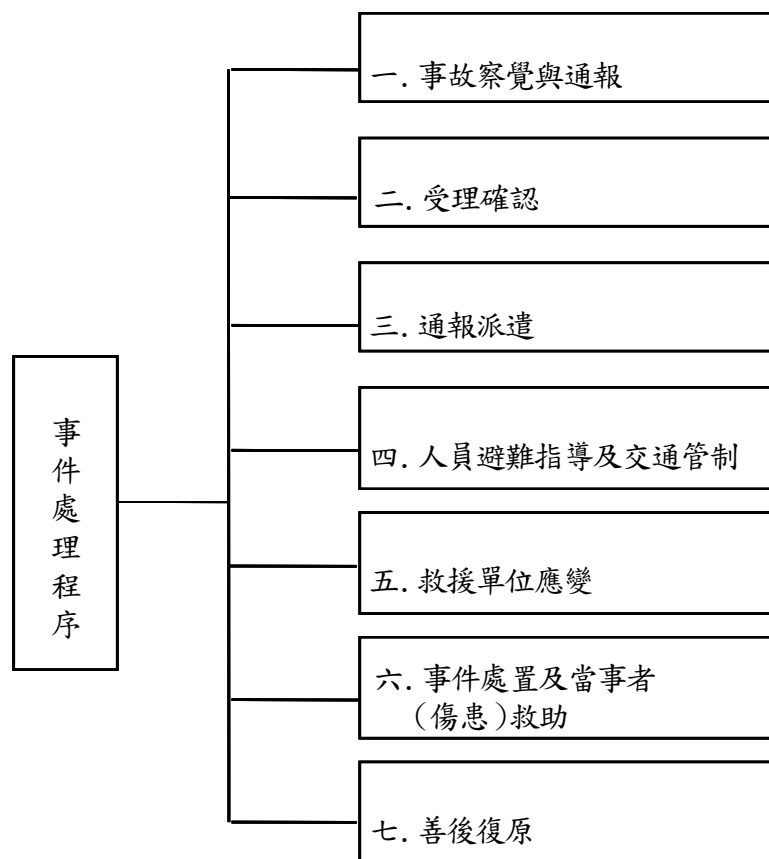 事件處理程序
一.事故察覺與通報
二.受理確認
三.通報派遣
四.人員避難指導及交通管制
五.救援單位應變
六.事件處置及當事者
(傷患)救助
七.善後復原